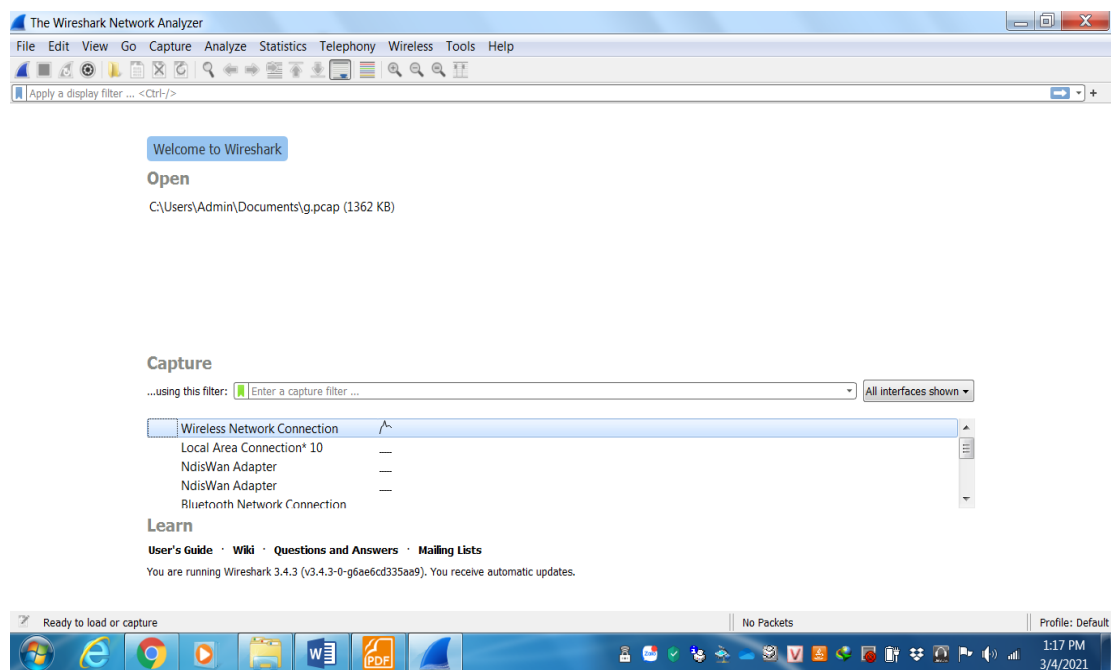 The Wireshark Network Analyzer
File Edit View Go Capture Analyze Statistics Telephony Wireless Tools Help
Apply a display filter ... <Ctrl-/>
+
Welcome to Wireshark
Open
C:\Users\Admin\Documents\g.pcap (1362 KB)
Capture
...using this filter: Enter a capture filter ... All interfaces shown
Wireless Network Connection
Local Area Connection* 10
NdisWan Adapter
NdisWan Adapter
Bluetooth Network Connection
Learn
User's Guide · Wiki · Questions and Answers · Mailing Lists
You are running Wireshark 3.4.3 (v3.4.3-0-g6ae6cd335aa9). You receive automatic updates.
Ready to load or capture No Packets Profile: Default
W PDF Zalo V 1:17 PM
3/4/2021